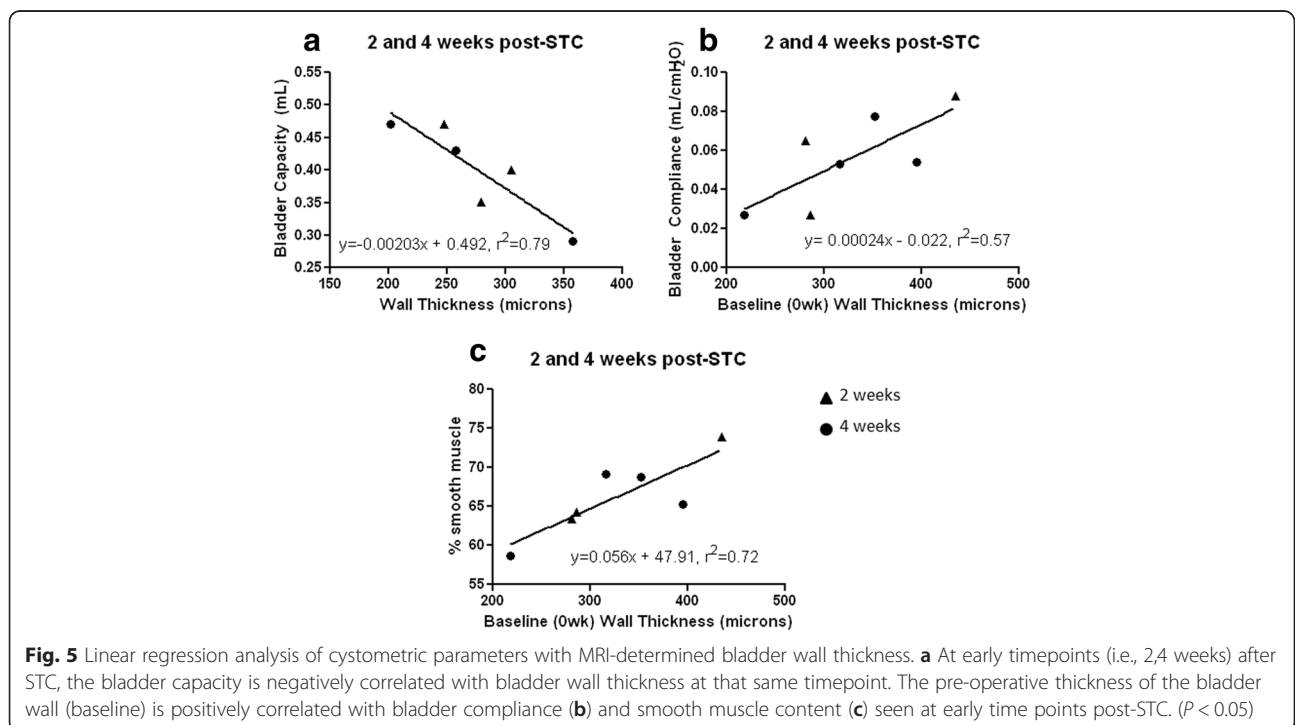 a
2 and 4 weeks post-STC
Bladder Capacity (mL)
0.55
0.50
0.45
0.40
0.35
0.30
0.25
y=-0.00203x + 0.492, r²=0.79
150 200 250 300 350 400
Wall Thickness (microns)
b
2 and 4 weeks post-STC
Bladder Compliance (mL/cmH₂O)
0.10
0.08
0.06
0.04
0.02
0.00
y= 0.00024x - 0.022, r²=0.57
200 300 400 500
Baseline (0wk) Wall Thickness (microns)
c
2 and 4 weeks post-STC
% smooth muscle
80
75
70
65
60
55
y=0.056x + 47.91, r²=0.72
200 300 400 500
Baseline (0wk) Wall Thickness (microns)
2 weeks
4 weeks
Fig. 5 Linear regression analysis of cystometric parameters with MRI-determined bladder wall thickness. a At early timepoints (i.e., 2,4 weeks) after
STC, the bladder capacity is negatively correlated with bladder wall thickness at that same timepoint. The pre-operative thickness of the bladder
wall (baseline) is positively correlated with bladder compliance (b) and smooth muscle content (c) seen at early time points post-STC. (P < 0.05)